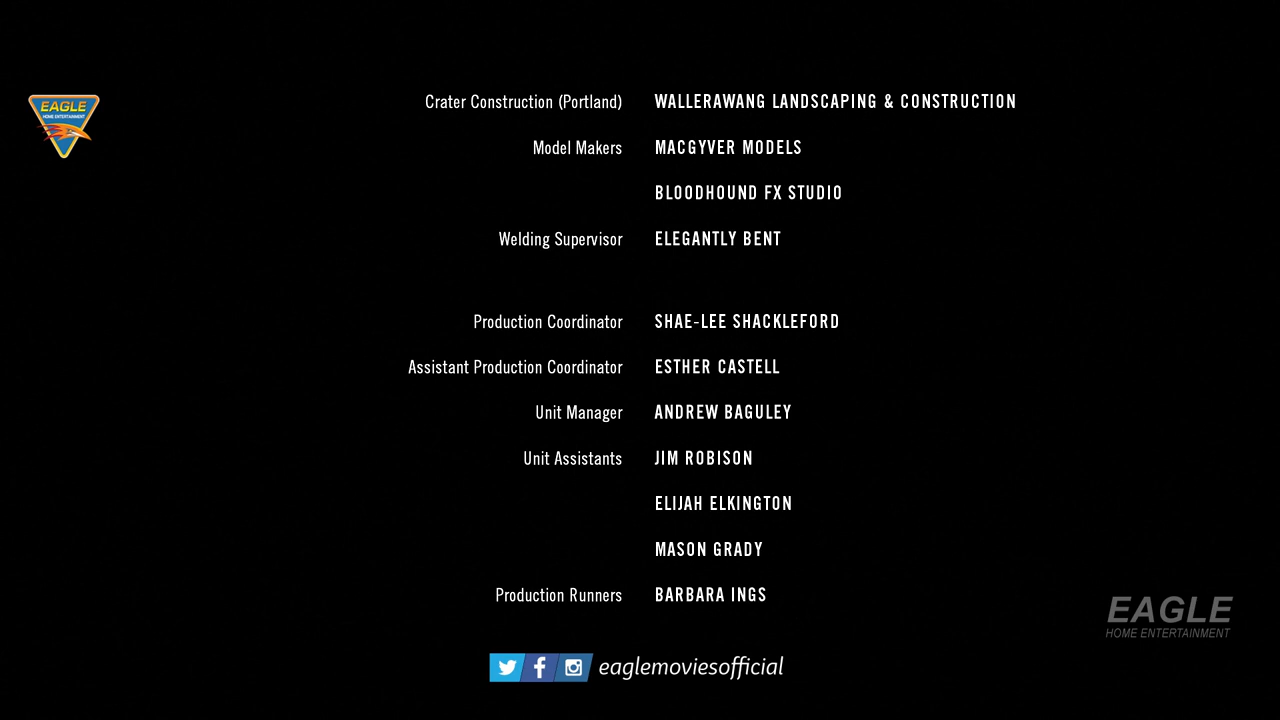 EAGLE
HOME ENTERTAINMENT
Crater Construction (Portland) WALLERAWANG LANDSCAPING & CONSTRUCTION
Model Makers MACGYVER MODELS
BLOODHOUND FX STUDIO
Welding Supervisor ELEGANTLY BENT
Production Coordinator SHAE-LEE SHACKLEFORD
Assistant Production Coordinator ESTHER CASTELL
Unit Manager ANDREW BAGULEY
Unit Assistants JIM ROBISON
ELIJAH ELKINGTON
MASON GRADY
Production Runners BARBARA INGS
EAGLE
HOME ENTERTAINMENT
eaglemoviesofficial